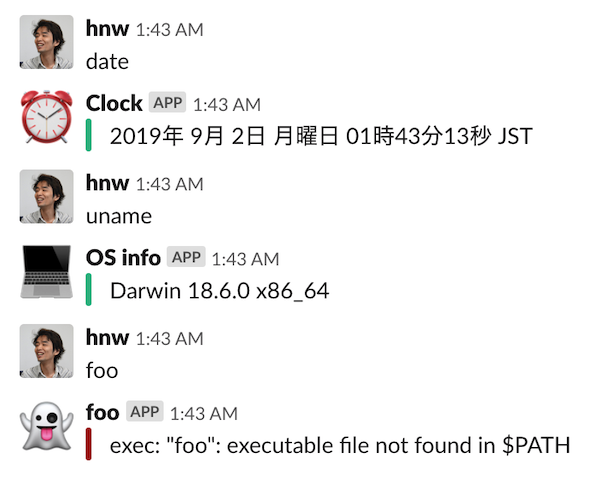 hnw 1:43 AM
date
Clock APP 1:43 AM
2019年 9月 2日 月曜日 01時43分13秒 JST
hnw 1:43 AM
uname
OS info APP 1:43 AM
Darwin 18.6.0 x86_64
hnw 1:43 AM
foo
foo APP 1:43 AM
exec: "foo": executable file not found in $PATH